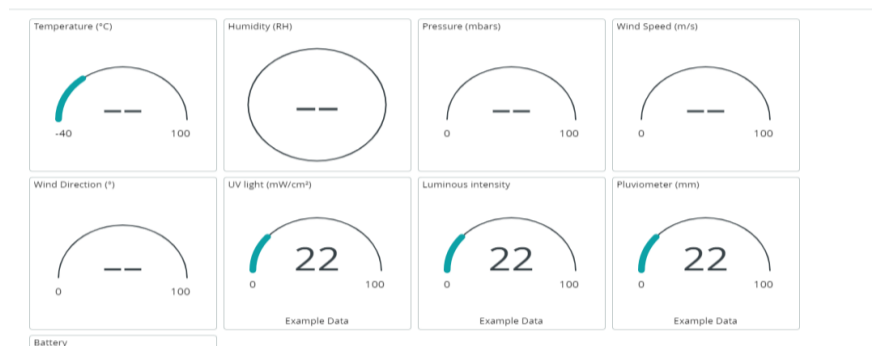 Temperature (°C)
Humidity (RH)
Pressure (mbars)
Wind Speed (m/s)
--
-40 100
--
--
0 100
--
0 100
Wind Direction (°)
UV light (mW/cm²)
Luminous intensity
Pluviometer (mm)
--
0 100
22
0 100
Example Data
22
0 100
Example Data
22
0 100
Example Data
Battery